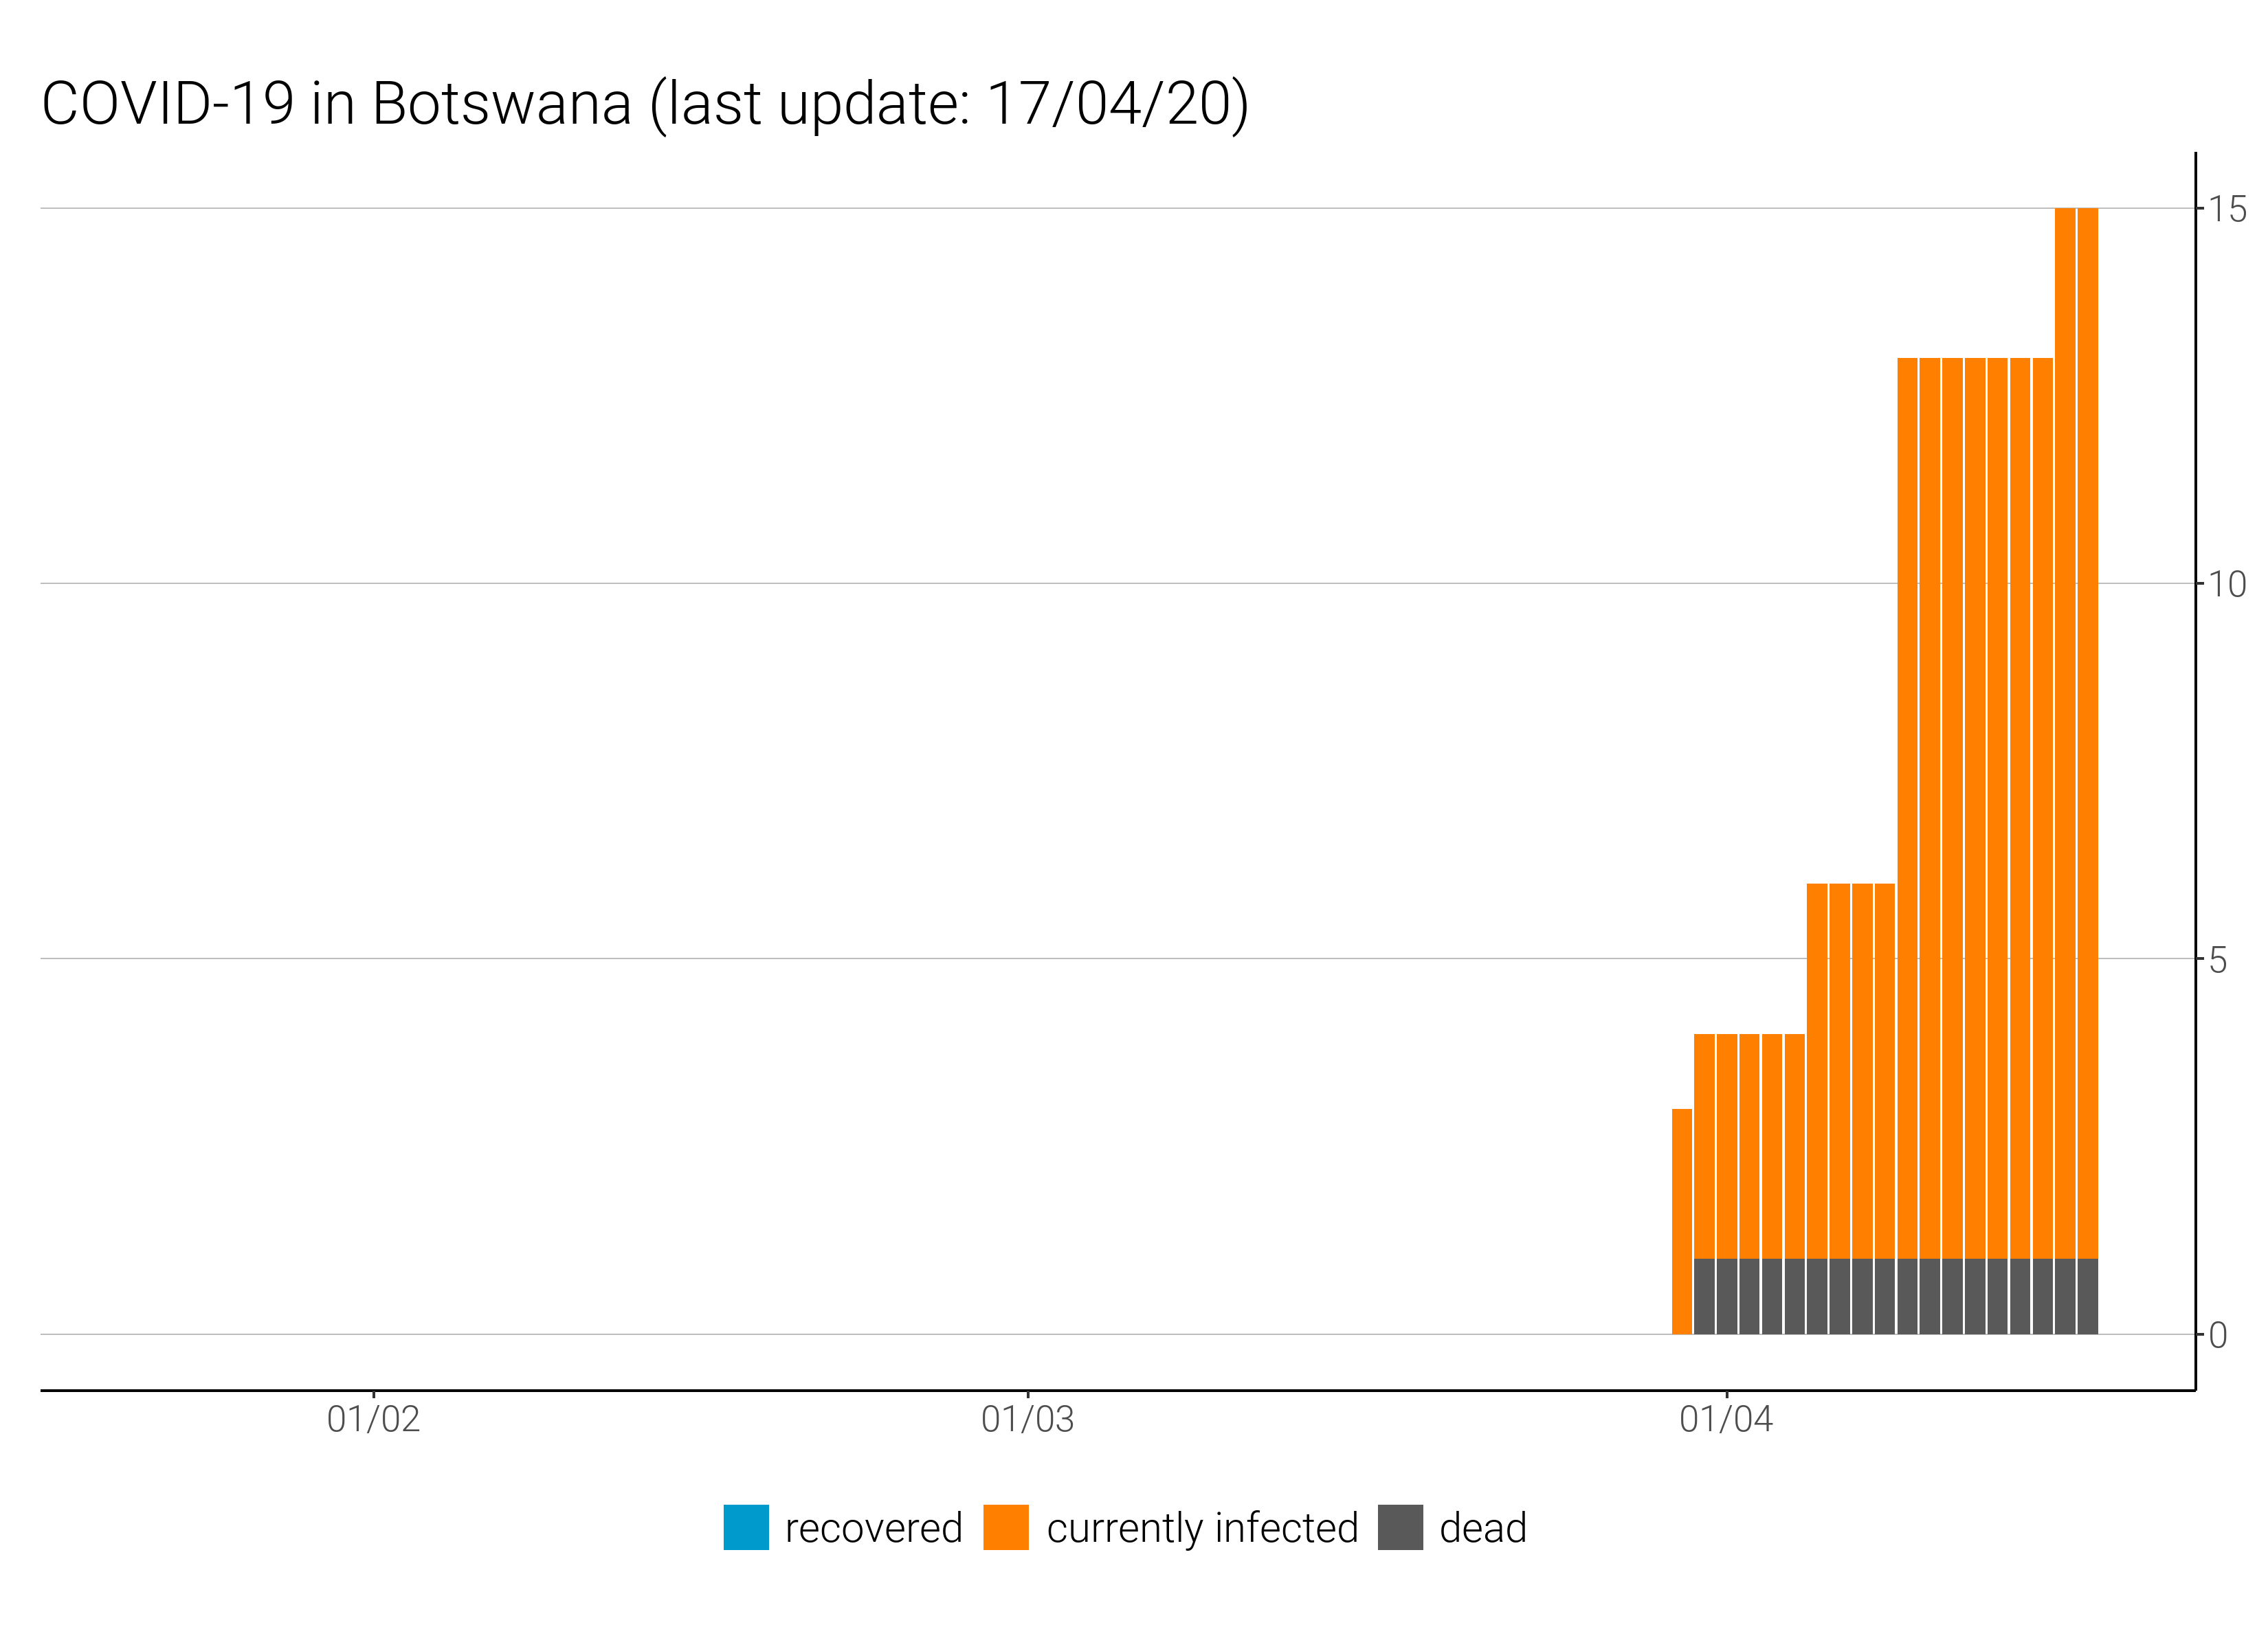 COVID-19 in Botswana (last update: 17/04/20)
15
10
5
0
01/02 01/03 01/04
recovered currently infected dead